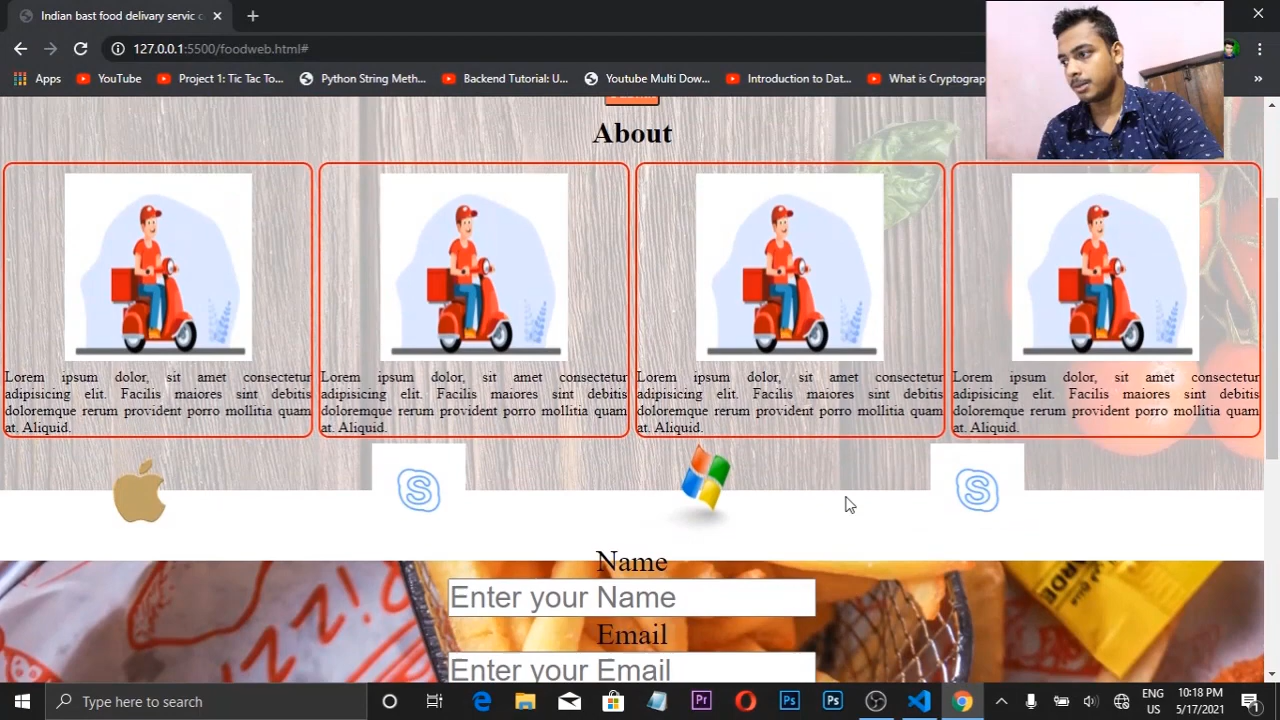 Indian bast food delivary servic c
127.0.0.1:5500/foodweb.html#
Apps YouTube Project 1: Tic Tac To... Python String Meth... Backend Tutorial: U... Youtube Multi Dow... Introduction to Dat... What is Cryptograp
About
Lorem ipsum dolor, sit amet consectetur
adipisicing elit. Facilis maiores sint debitis
doloremque rerum provident porro mollitia quam
at. Aliquid.
Lorem ipsum dolor, sit amet consectetur
adipisicing elit. Facilis maiores sint debitis
doloremque rerum provident porro mollitia quam
at. Aliquid.
Lorem ipsum dolor, sit amet consectetur
adipisicing elit. Facilis maiores sint debitis
doloremque rerum provident porro mollitia quam
at. Aliquid.
Lorem ipsum dolor, sit amet consectetur
adipisicing elit. Facilis maiores sint debitis
doloremque rerum provident porro mollitia quam
at. Aliquid.
Name
Enter your Name
Email
Enter your Email
Type here to search
ENG
US
10:18 PM
5/17/2021